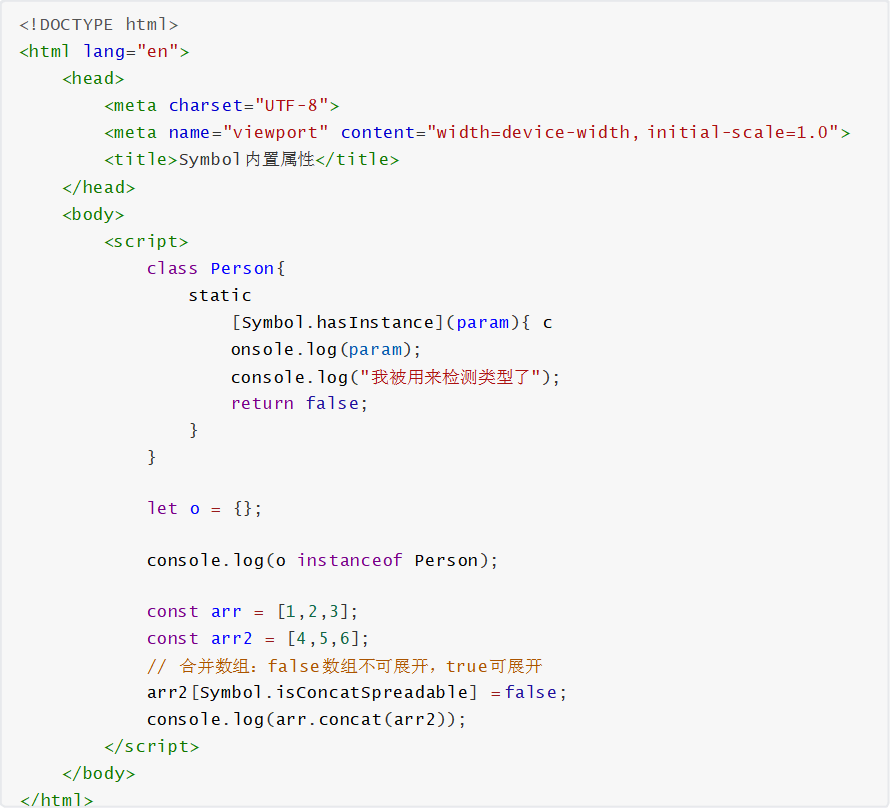 <!DOCTYPE html>
<html lang="en">
    <head>
        <meta charset="UTF-8">
        <meta name="viewport" content="width=device-width, initial-scale=1.0">
        <title>Symbol内置属性</title>
    </head>
    <body>
        <script>
            class Person{
                static
                    [Symbol.hasInstance](param){ c
                    onsole.log(param);
                    console.log("我被用来检测类型了");
                    return false;
                }
            }

            let o = {};

            console.log(o instanceof Person);

            const arr = [1,2,3];
            const arr2 = [4,5,6];
            // 合并数组：false数组不可展开，true可展开
            arr2[Symbol.isConcatSpreadable] =false;
            console.log(arr.concat(arr2));
        </script>
    </body>
</html>